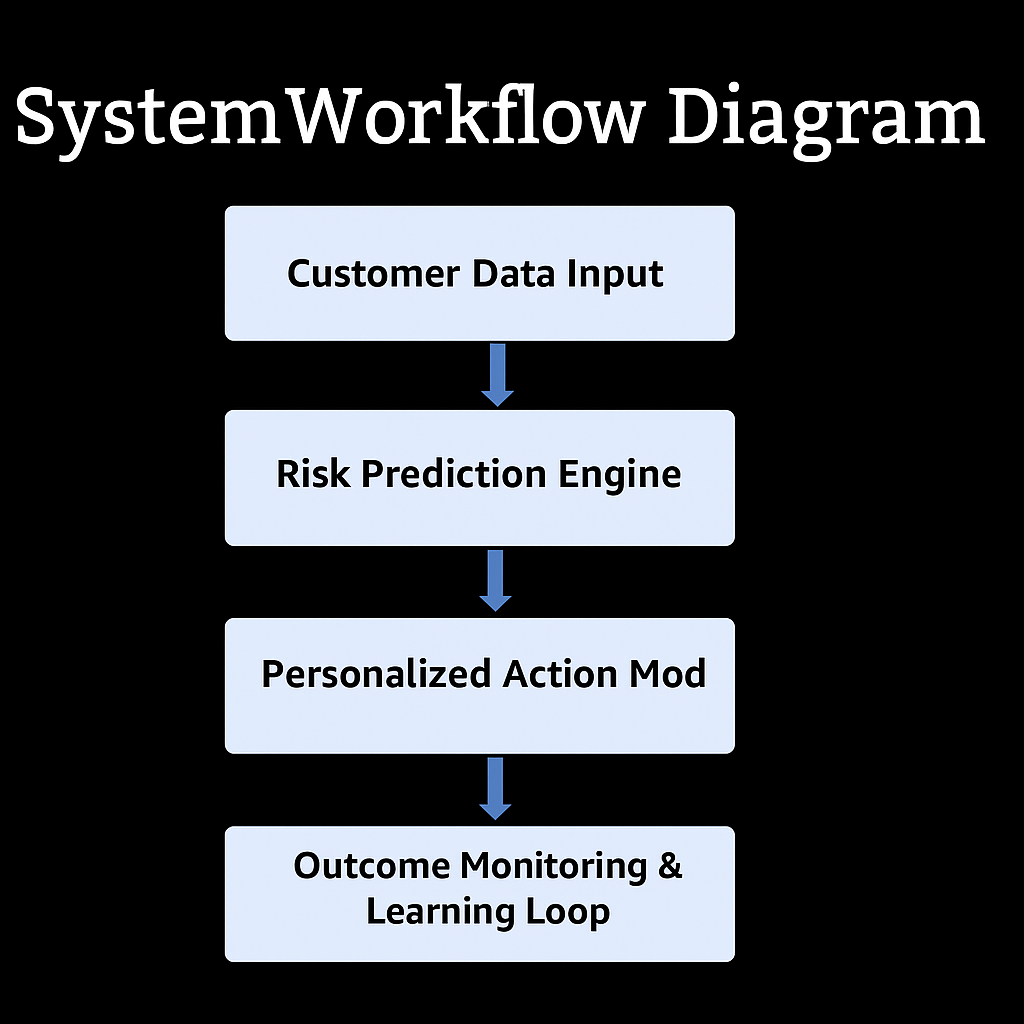 SystemWorkflow Diagram
Customer Data Input
Risk Prediction Engine
Personalized Action Mod
Outcome Monitoring &
Learning Loop